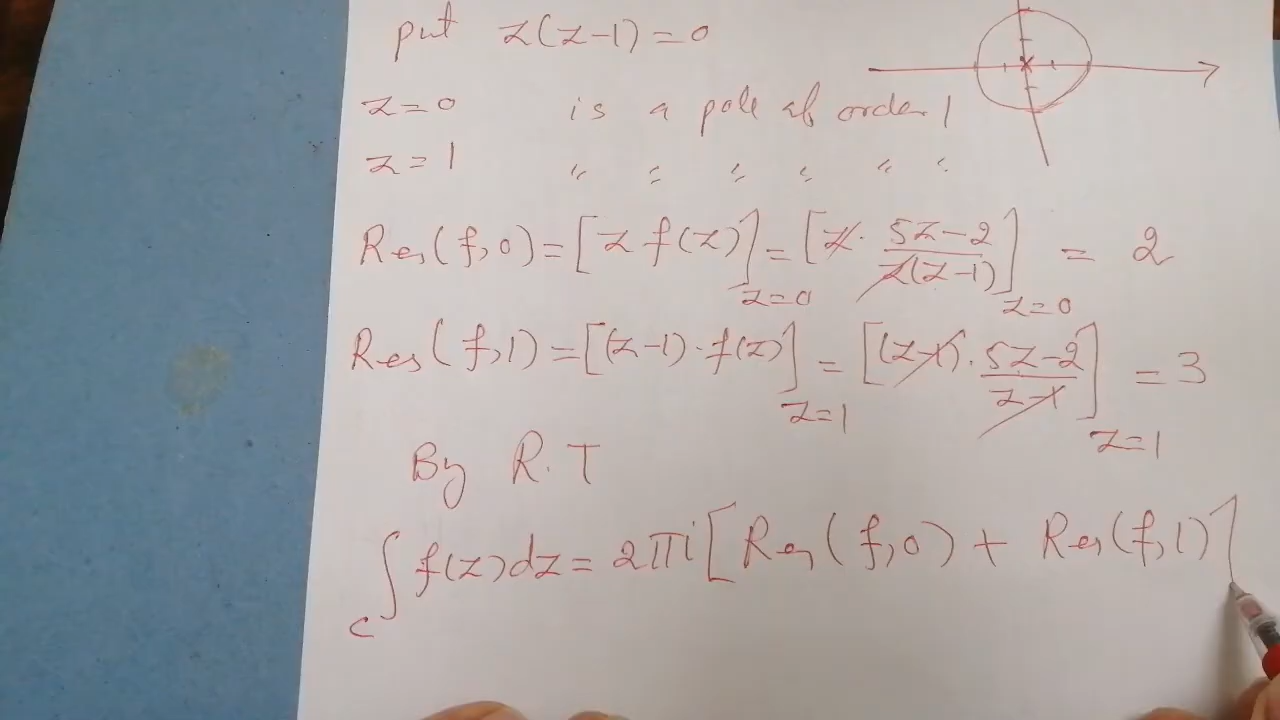 put z(z-1)=0
z=0 is a pole of order 1
z=1 〃 〃 〃 〃 〃 〃
Res(f,0)=[z f(z)]z=0 = [z· 5z-2/z(z-1)]z=0 = 2
Res(f,1)=[(z-1)·f(z)]z=1 = [(z-1)· 5z-2/z-1]z=1 = 3
By R.T
∫c f(z)dz = 2πi[Res(f,0) + Res(f,1)]